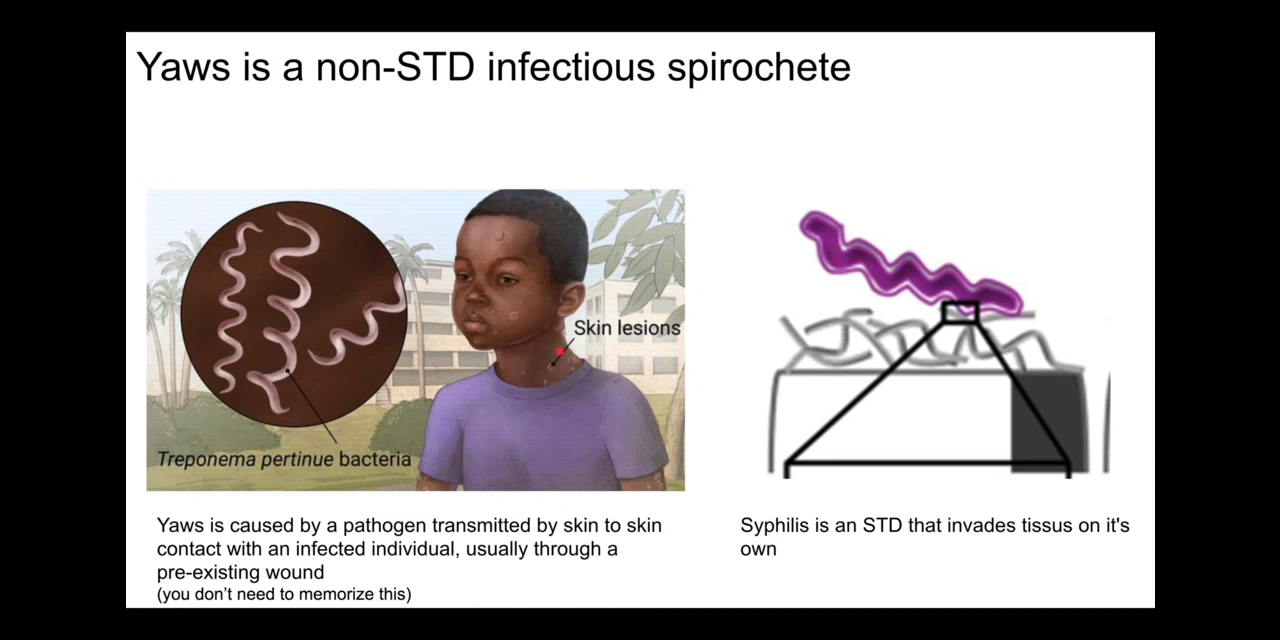 Yaws is a non-STD infectious spirochete
Skin lesions
Treponema pertinue bacteria
Yaws is caused by a pathogen transmitted by skin to skin
contact with an infected individual, usually through a
pre-existing wound
(you don't need to memorize this)
Syphilis is an STD that invades tissus on it's
own